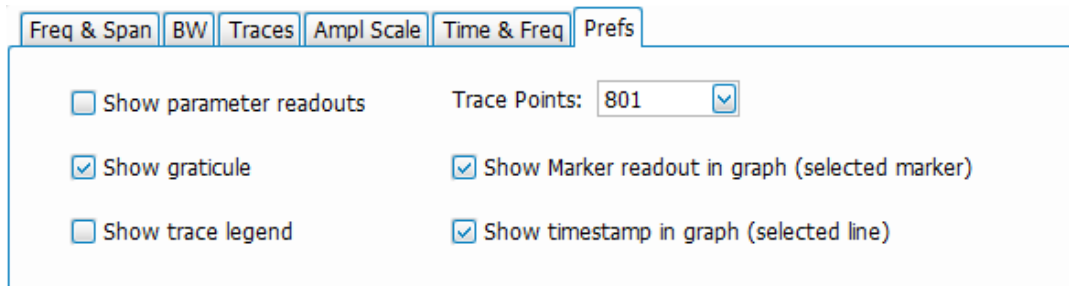 Freq & Span BW Traces Ampl Scale Time & Freq Prefs
Show parameter readouts Trace Points: 801
Show graticule Show Marker readout in graph (selected marker)
Show trace legend Show timestamp in graph (selected line)